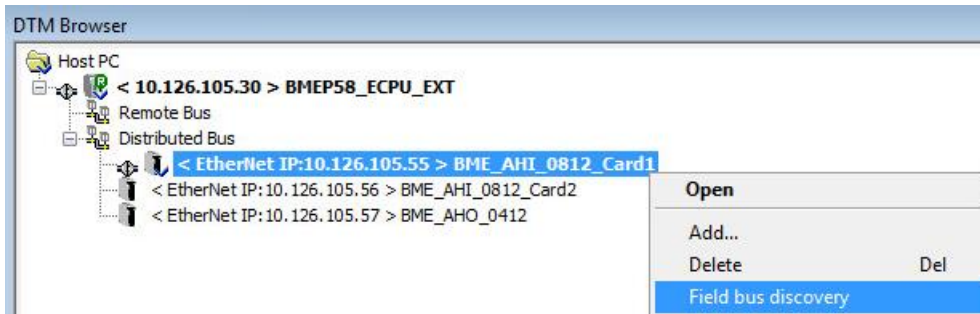 DTM Browser
Host PC
< 10.126.105.30 > BMEP58_ECPU_EXT
Remote Bus
Distributed Bus
< EtherNet IP:10.126.105.55 > BME_AHI_0812_Card1
< EtherNet IP:10.126.105.56 > BME_AHI_0812_Card2
< EtherNet IP:10.126.105.57 > BME_AHO_0412
Open
Add...
Delete Del
Field bus discovery